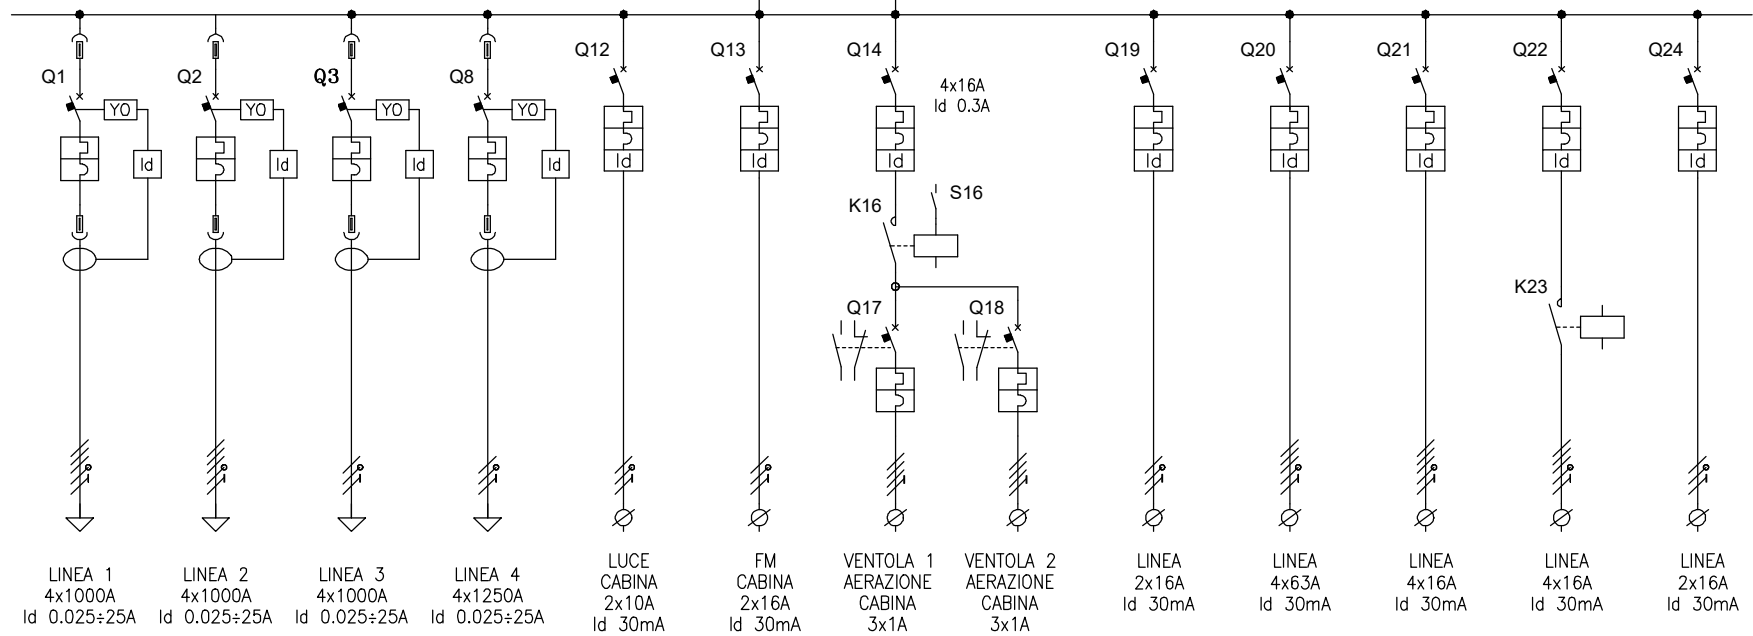 Q1
Q2
Q3
Q8
Q12
Q13
Q14
Q19
Q20
Q21
Q22
Q24
4x16A
Id 0.3A
YO
YO
YO
YO
Id
Id
Id
Id
Id
Id
Id
Id
Id
Id
Id
Id
K16
S16
Q17
Q18
K23
LINEA 1
4x1000A
Id 0.025÷25A
LINEA 2
4x1000A
Id 0.025÷25A
LINEA 3
4x1000A
Id 0.025÷25A
LINEA 4
4x1250A
Id 0.025÷25A
LUCE
CABINA
2x10A
Id 30mA
FM
CABINA
2x16A
Id 30mA
VENTOLA 1
AERAZIONE
CABINA
3x1A
VENTOLA 2
AERAZIONE
CABINA
3x1A
LINEA
2x16A
Id 30mA
LINEA
4x63A
Id 30mA
LINEA
4x16A
Id 30mA
LINEA
4x16A
Id 30mA
LINEA
2x16A
Id 30mA